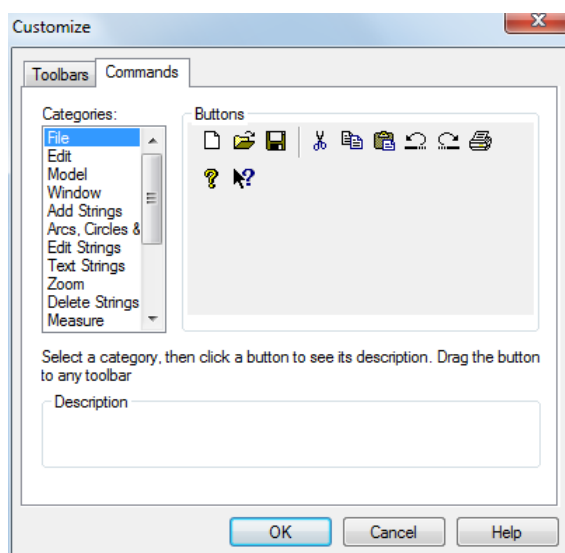 Customize
Toolbars
Commands
Categories:
File
Edit
Model
Window
Add Strings
Arcs, Circles &
Edit Strings
Text Strings
Zoom
Delete Strings
Measure
Buttons
Select a category, then click a button to see its description. Drag the button
to any toolbar
Description
OK
Cancel
Help